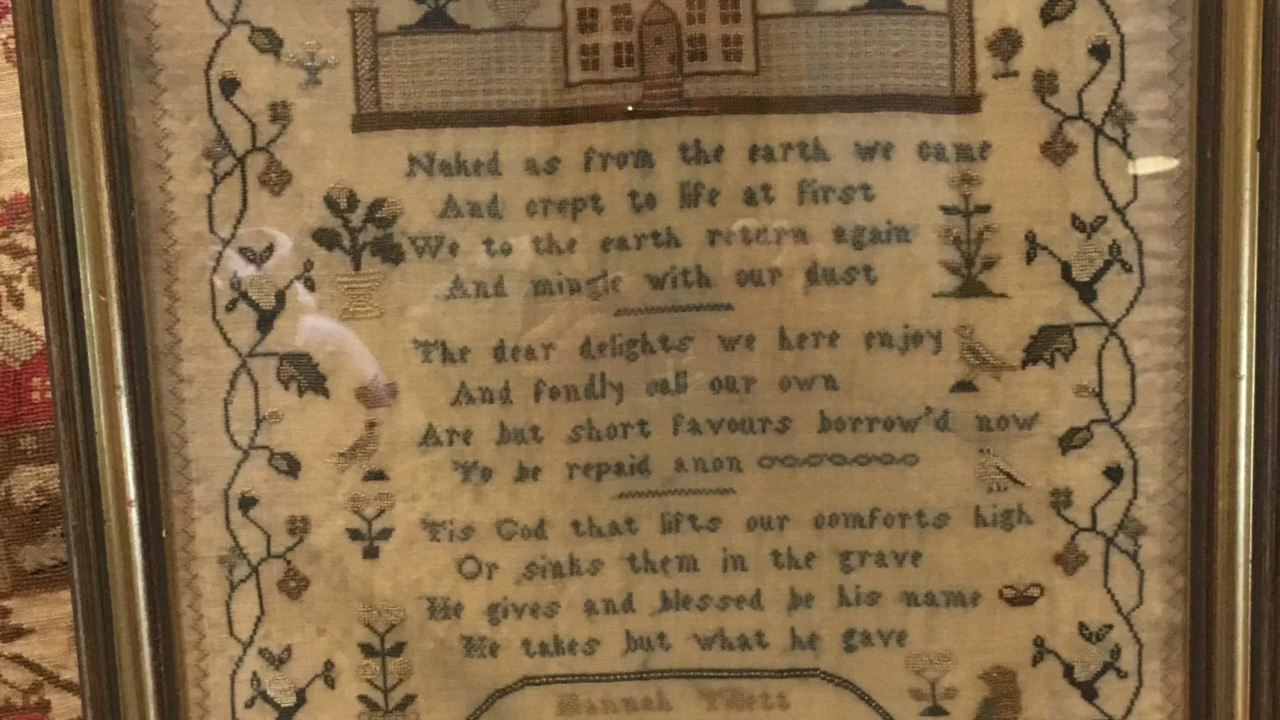 Naked as from the earth we came
And crept to life at first
We to the earth return again
And mingle with our dust
The dear delights we here enjoy
And fondly call our own
Are but short favours borrow'd now
To be repaid anon
'Tis God that lifts our comforts high
Or sinks them in the grave
He gives and blessed be his name
He takes but what he gave
Hannah